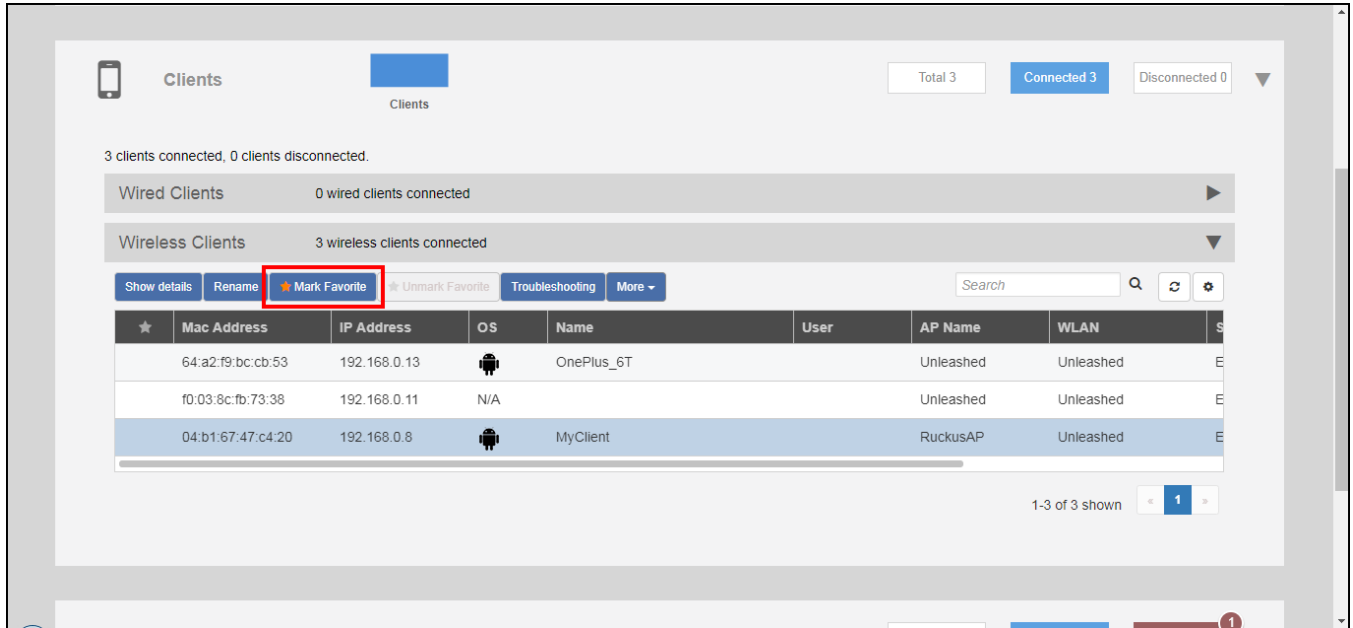 Clients
Clients
Total 3 Connected 3 Disconnected 0
3 clients connected, 0 clients disconnected.
Wired Clients 0 wired clients connected
Wireless Clients 3 wireless clients connected
Show details Rename Mark Favorite Unmark Favorite Troubleshooting More Search
Mac Address IP Address OS Name User AP Name WLAN S
64:a2:f9:bc:cb:53 192.168.0.13 OnePlus_6T Unleashed Unleashed E
f0:03:8c:fb:73:38 192.168.0.11 N/A Unleashed Unleashed E
04:b1:67:47:c4:20 192.168.0.8 MyClient RuckusAP Unleashed E
1-3 of 3 shown « 1 »
1